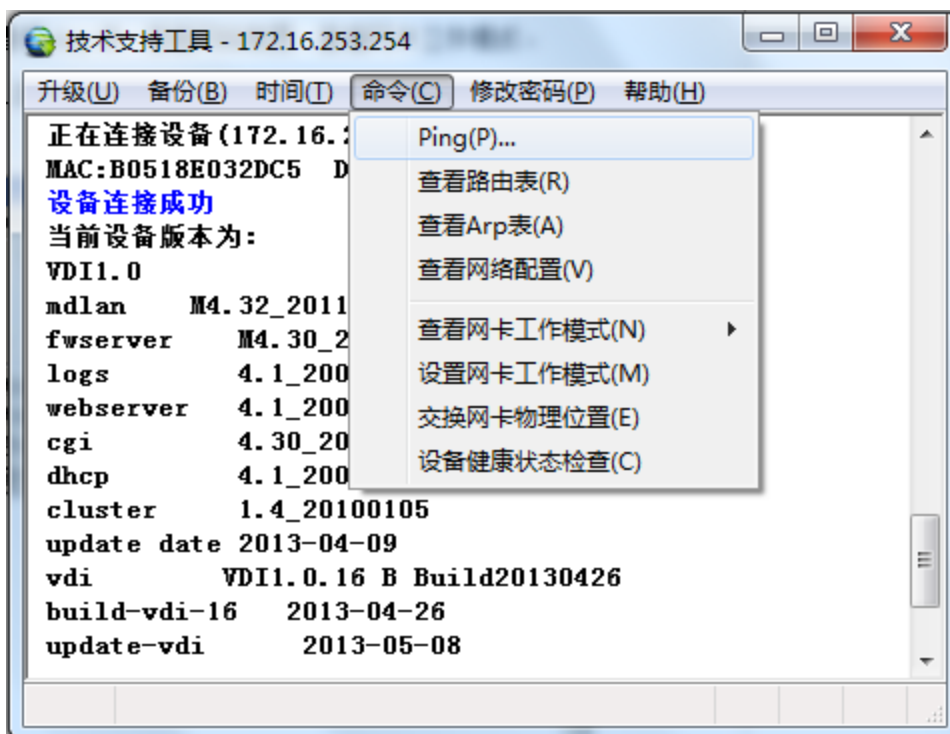 技术支持工具 - 172.16.253.254
升级(U) 备份(B) 时间(T) 命令(C) 修改密码(P) 帮助(H)
正在连接设备(172.16.
MAC:B0518E032DC5 D
设备连接成功
当前设备版本为:
VDI1.0
mdlan M4.32_2011
fwserver M4.30_2
logs 4.1_200
webserver 4.1_200
cgi 4.30_20
dhcp 4.1_200
cluster 1.4_20100105
update date 2013-04-09
vdi VDI1.0.16 B Build20130426
build-vdi-16 2013-04-26
update-vdi 2013-05-08
Ping(P)...
查看路由表(R)
查看Arp表(A)
查看网络配置(V)
查看网卡工作模式(N)
设置网卡工作模式(M)
交换网卡物理位置(E)
设备健康状态检查(C)